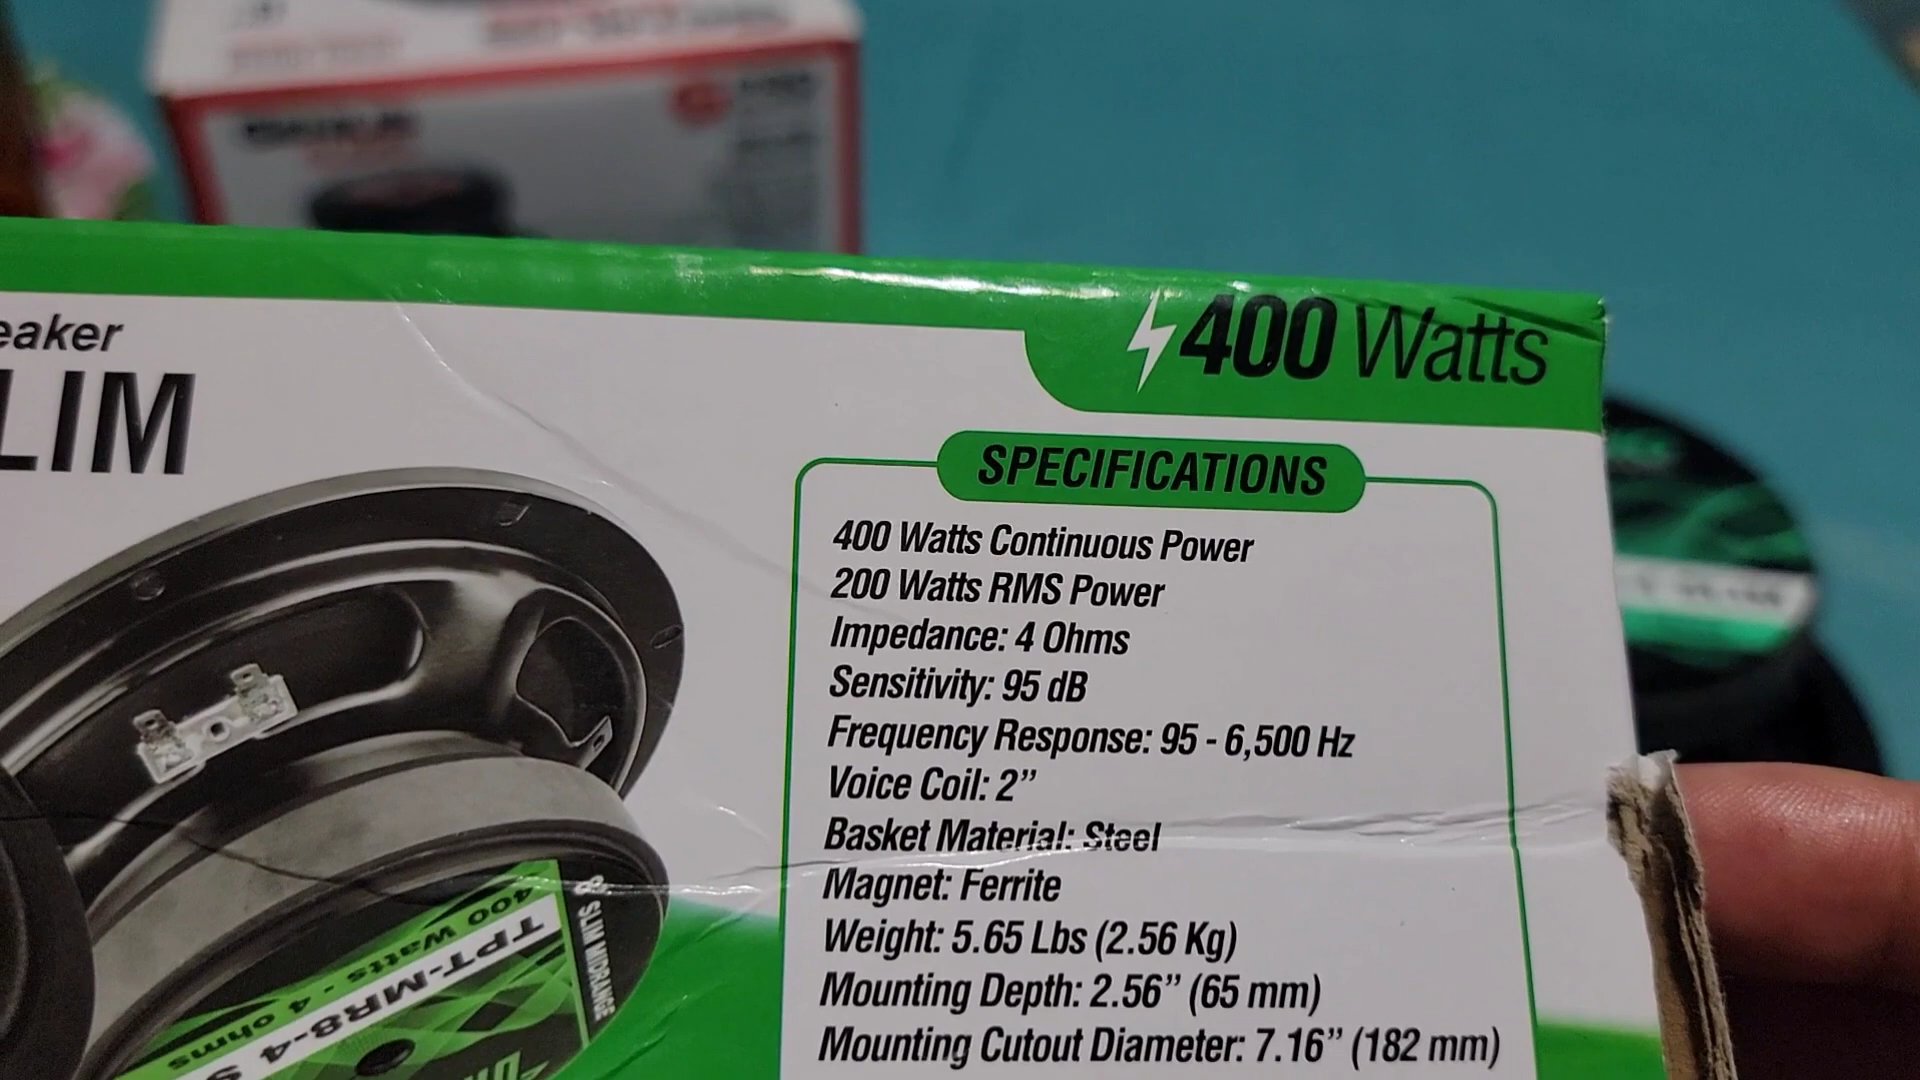 eaker
LIM
400 Watts
SPECIFICATIONS
400 Watts Continuous Power
200 Watts RMS Power
Impedance: 4 Ohms
Sensitivity: 95 dB
Frequency Response: 95 - 6,500 Hz
Voice Coil: 2”
Basket Material: Steel
Magnet: Ferrite
Weight: 5.65 Lbs (2.56 Kg)
Mounting Depth: 2.56” (65 mm)
Mounting Cutout Diameter: 7.16” (182 mm)
8" SLIM MIDRANGE
TPT-MR8-4 S
400 Watts - 4 ohms